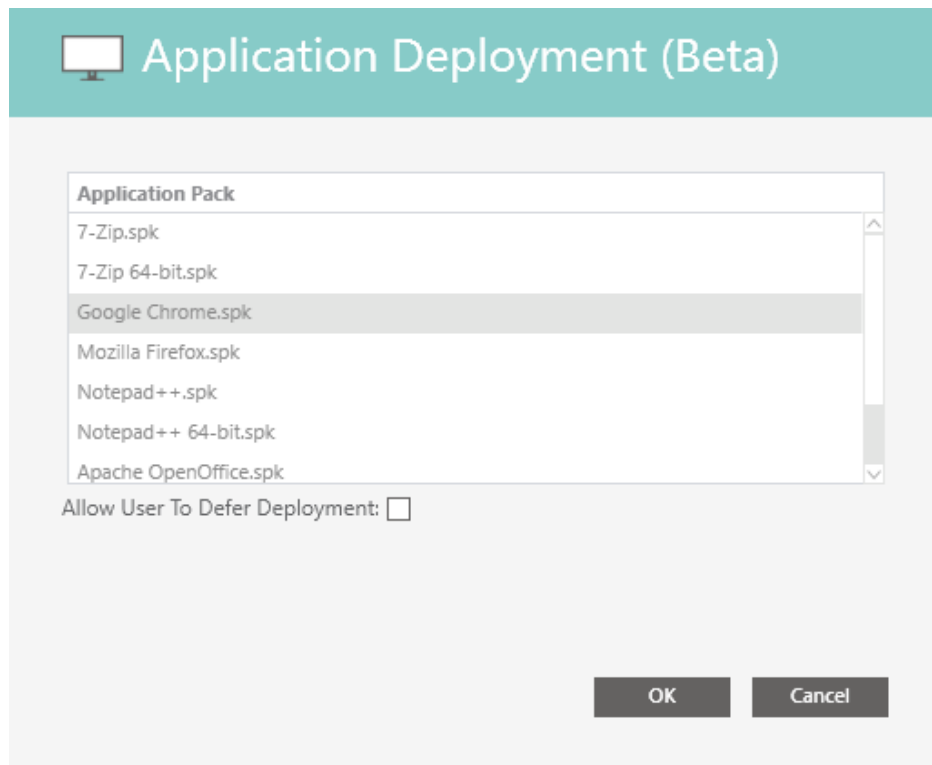 Application Deployment (Beta)
Application Pack
7-Zip.spk
7-Zip 64-bit.spk
Google Chrome.spk
Mozilla Firefox.spk
Notepad++.spk
Notepad++ 64-bit.spk
Apache OpenOffice.spk
Allow User To Defer Deployment:
OK Cancel